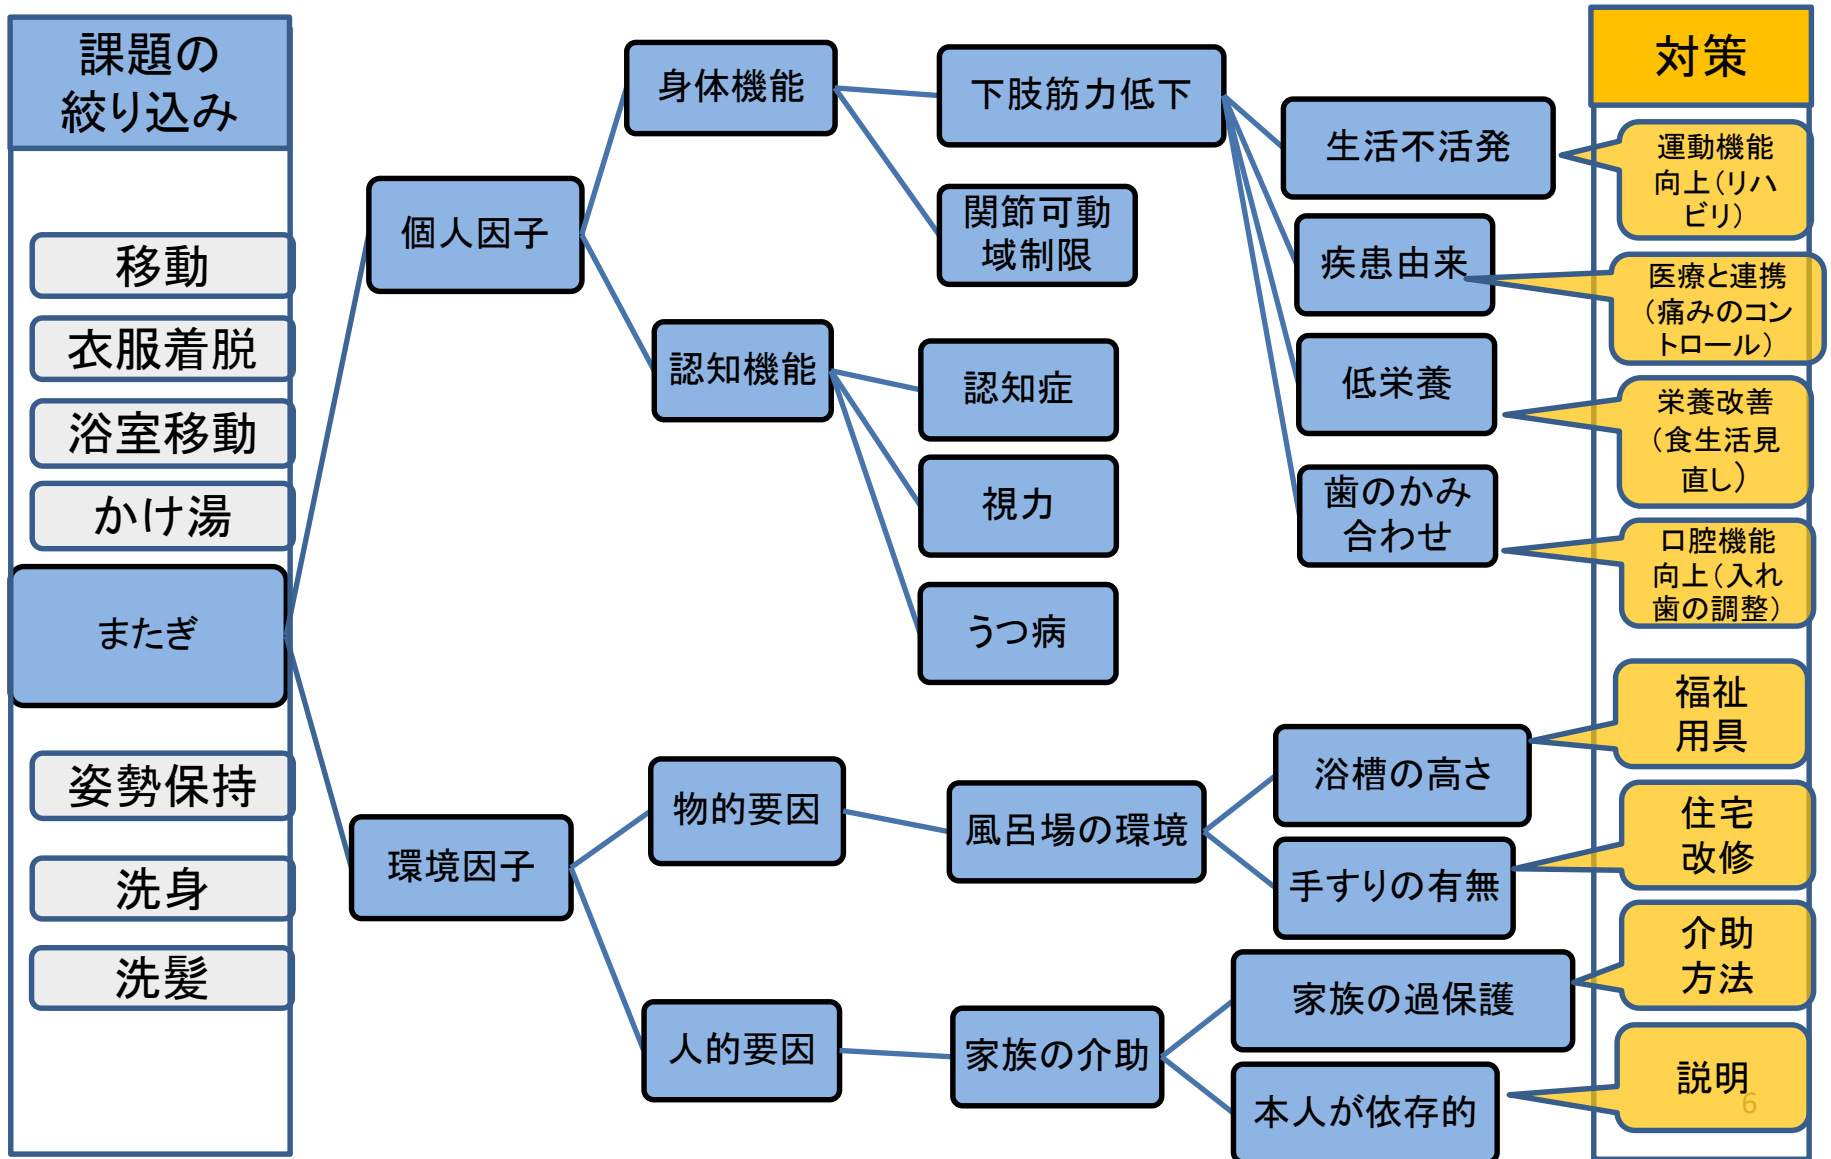 課題の
絞り込み
移動
衣服着脱
浴室移動
かけ湯
またぎ
姿勢保持
洗身
洗髪
個人因子
環境因子
身体機能
認知機能
物的要因
人的要因
下肢筋力低下
関節可動
域制限
認知症
視力
うつ病
風呂場の環境
家族の介助
生活不活発
疾患由来
低栄養
歯のかみ
合わせ
浴槽の高さ
手すりの有無
家族の過保護
本人が依存的
対策
運動機能
向上(リハ
ビリ)
医療と連携
(痛みのコン
トロール)
栄養改善
(食生活見
直し)
口腔機能
向上(入れ
歯の調整)
福祉
用具
住宅
改修
介助
方法
説明
6